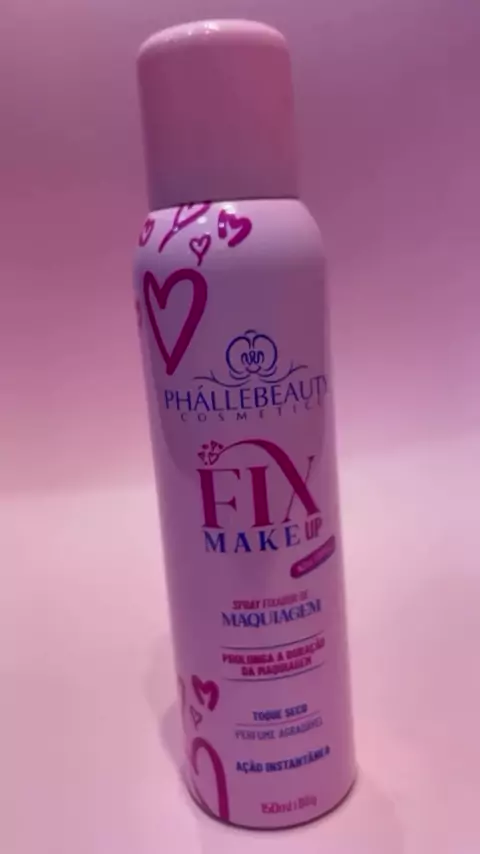 PHÁLLEBEAUTY
COSMETICS
FIX
MAKE UP
SPRAY FIXADOR DE
MAQUIAGEM
PROLONGA A DURAÇÃO
DA MAQUIAGEM
TOQUE SECO
PERFUME AGRADÁVEL
AÇÃO INSTANTÂNEA
150ml